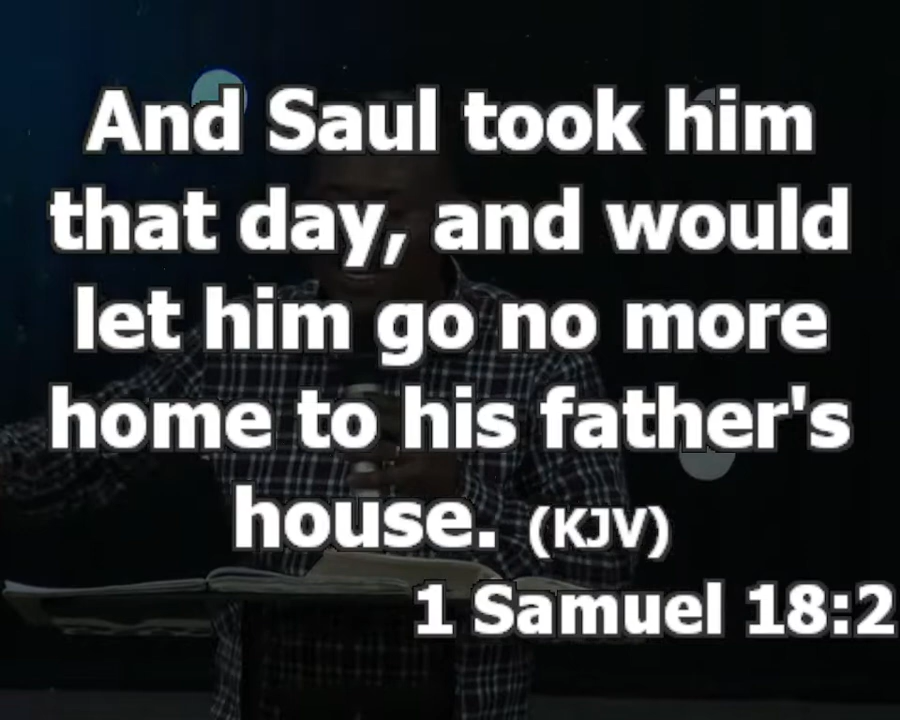 And Saul took him
that day, and would
let him go no more
home to his father's
house. (KJV)
1 Samuel 18:2